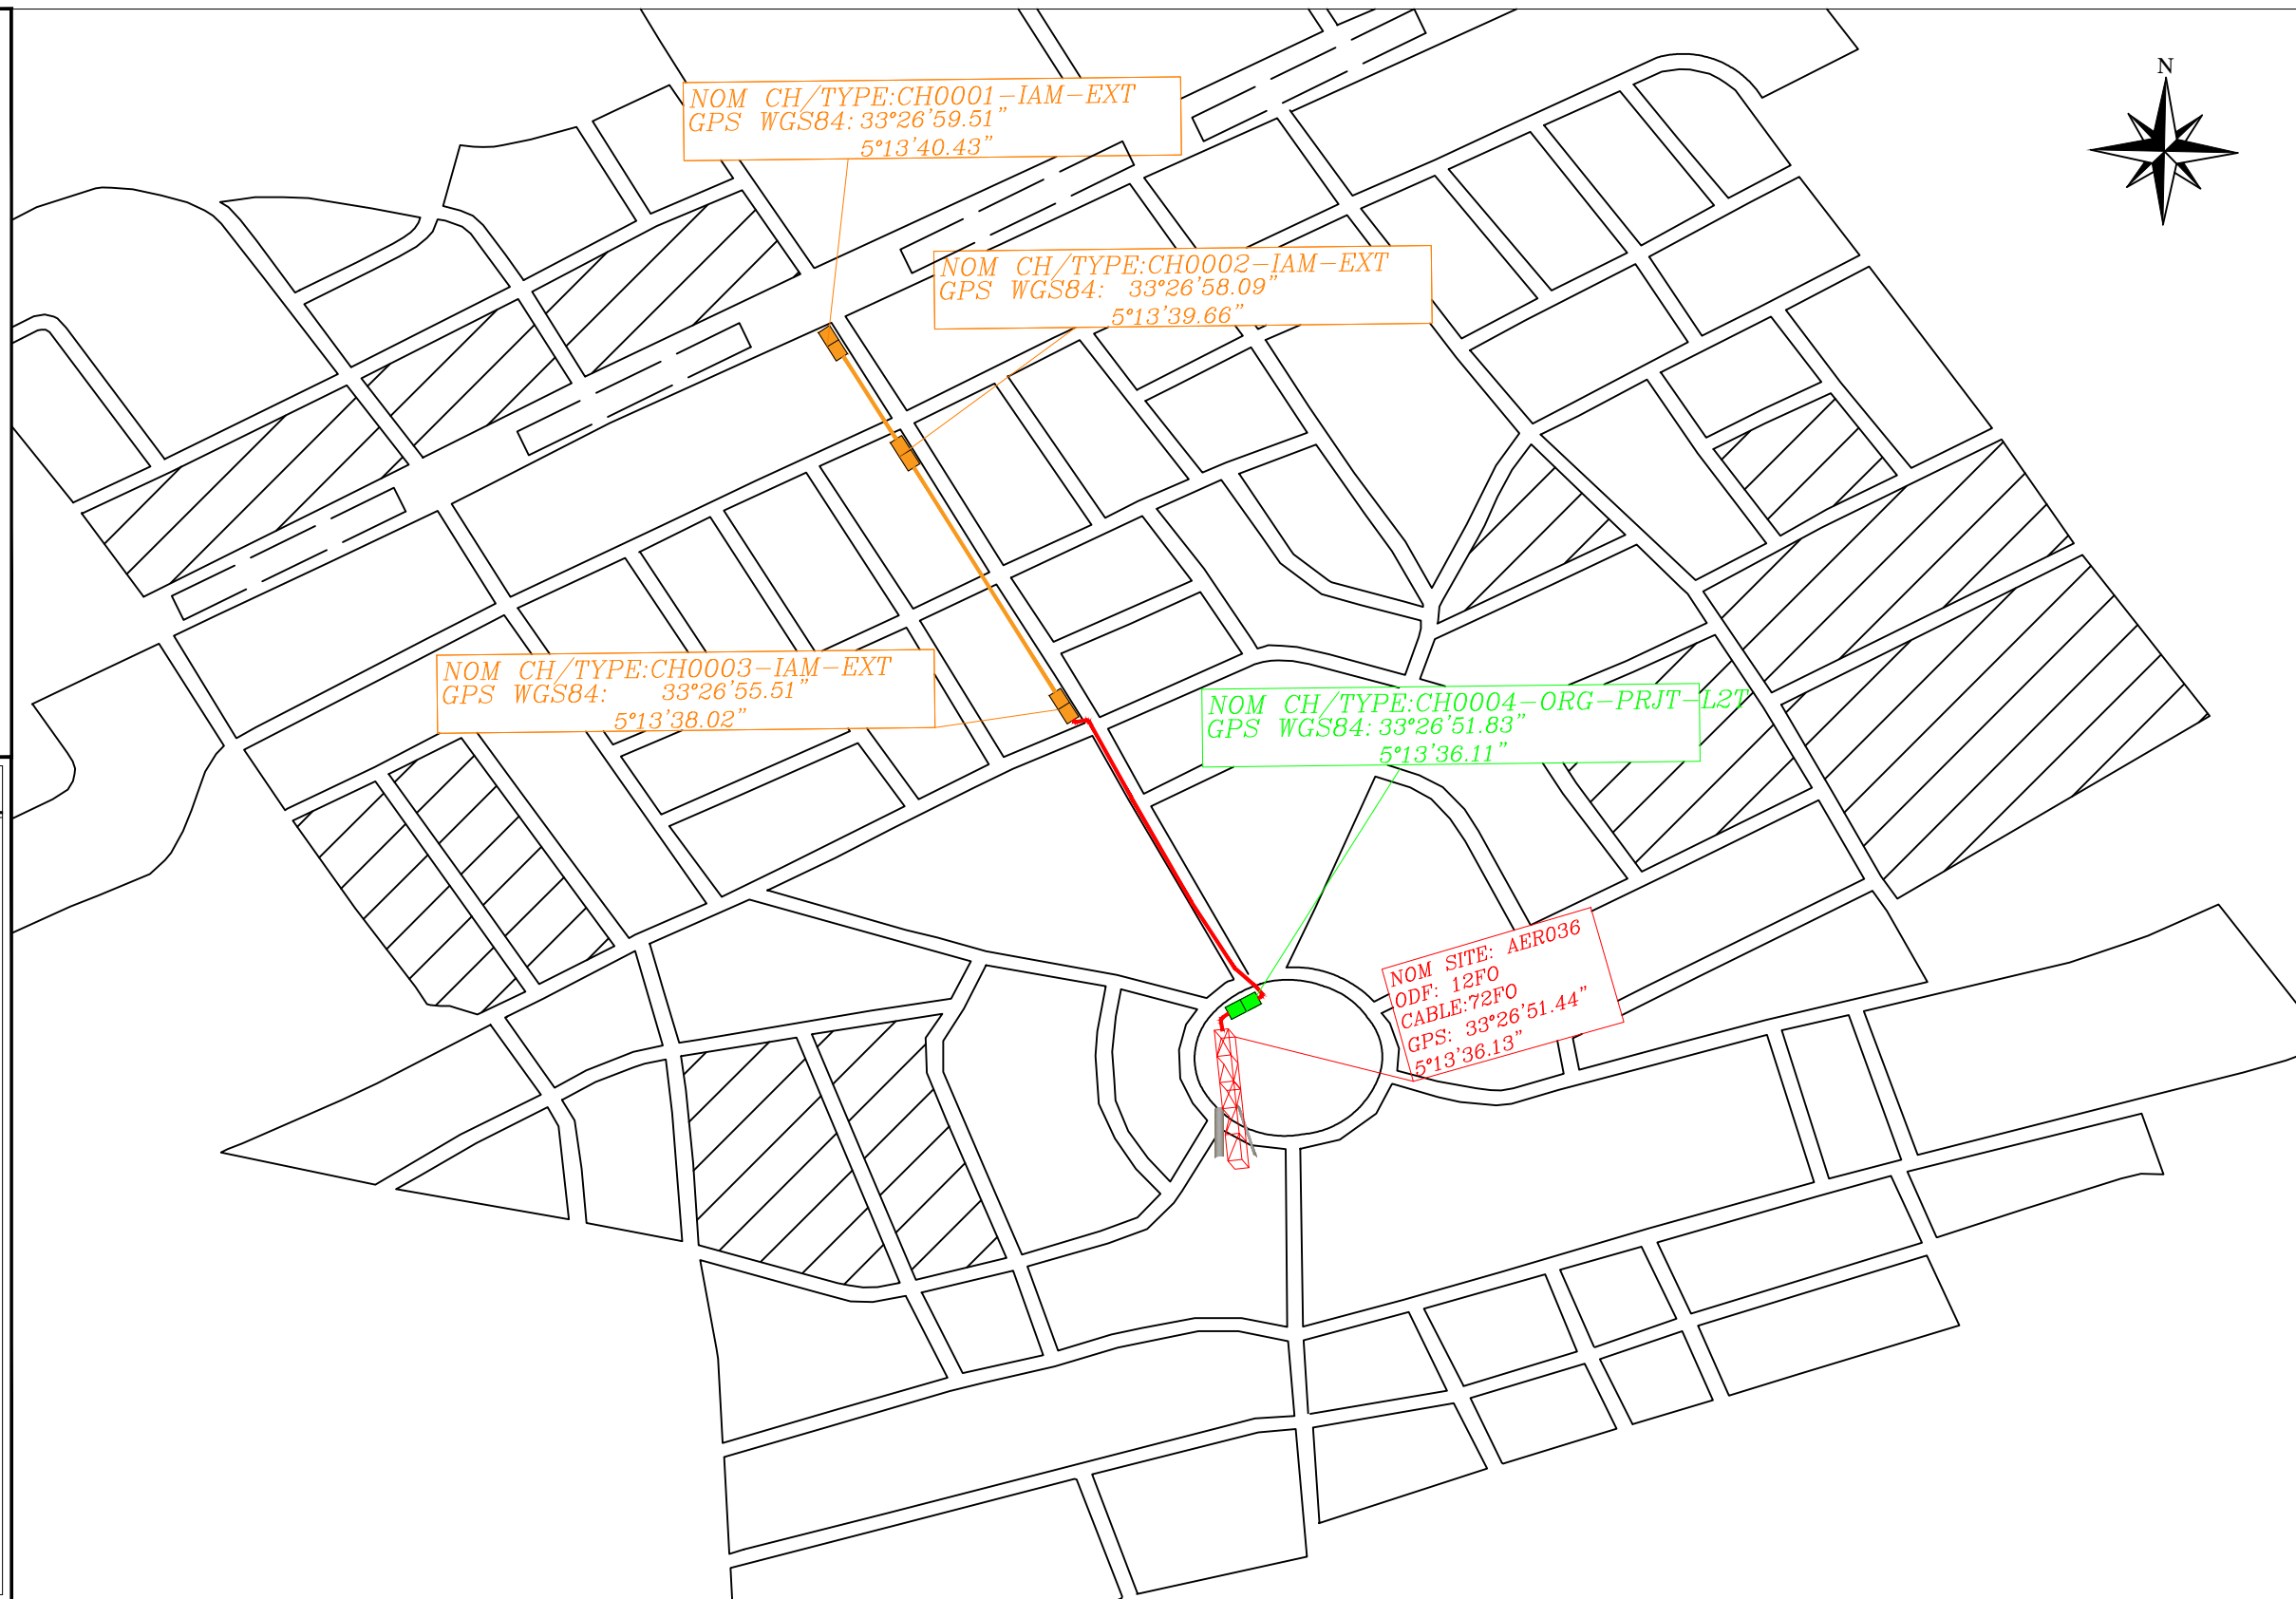 N
NOM CH/TYPE:CH0001-IAM-EXT
GPS WGS84: 33°26'59.51"
5°13'40.43"
NOM CH/TYPE:CH0002-IAM-EXT
GPS WGS84: 33°26'58.09"
5°13'39.66"
NOM CH/TYPE:CH0003-IAM-EXT
GPS WGS84: 33°26'55.51"
5°13'38.02"
NOM CH/TYPE:CH0004-ORG-PRJT-L2T
GPS WGS84: 33°26'51.83"
5°13'36.11"
NOM SITE: AER036
ODF: 12FO
CABLE:72FO
GPS: 33°26'51.44"
5°13'36.13"